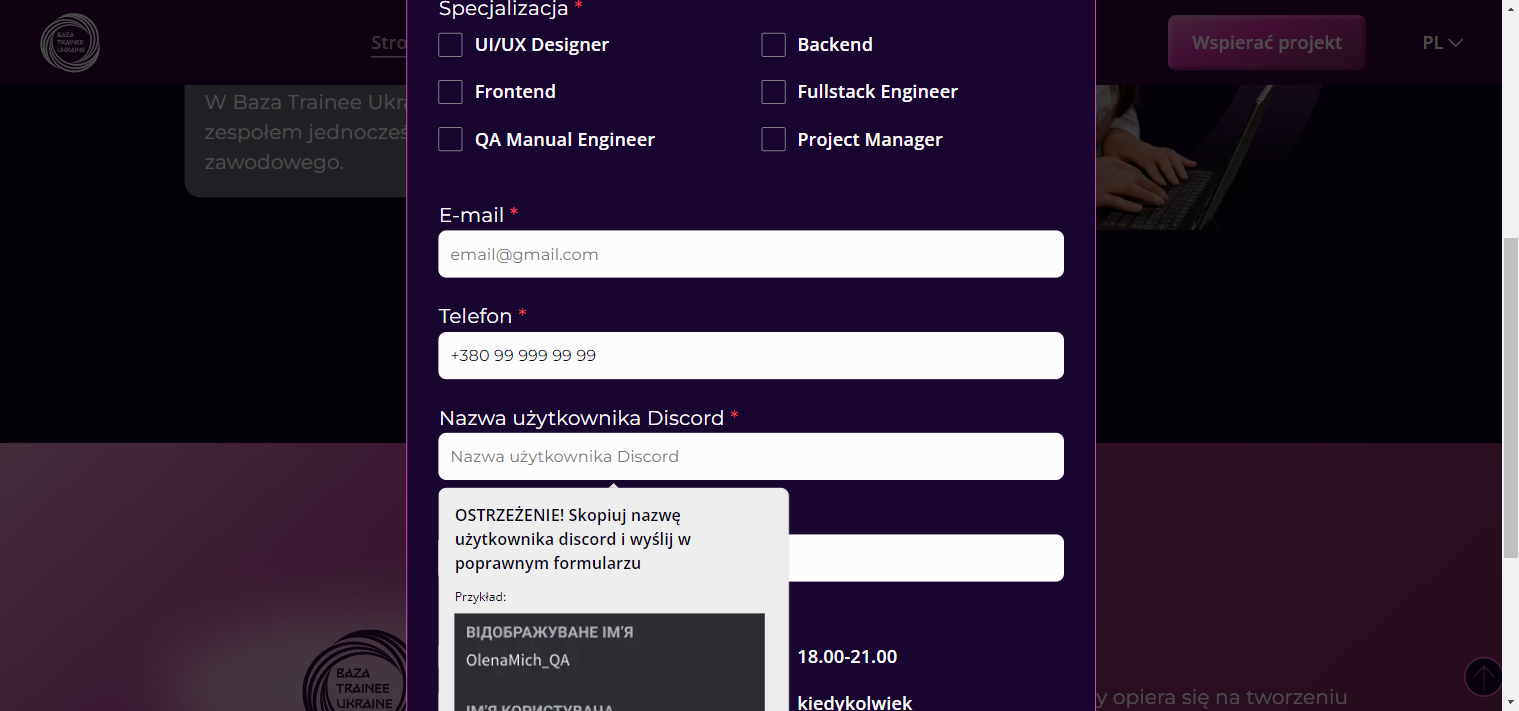 Specjalizacja *
UI/UX Designer
Backend
Frontend
Fullstack Engineer
QA Manual Engineer
Project Manager
E-mail *
email@gmail.com
Telefon *
+380 99 999 99 99
Nazwa użytkownika Discord *
Nazwa użytkownika Discord
OSTRZEŻENIE! Skopiuj nazwę
użytkownika discord i wyślij w
poprawnym formularzu
Przykład:
ВІДОБРАЖУВАНЕ ІМ'Я
OlenaMich_QA
ІМ'Я КОРИСТУВАЧА
18.00-21.00
kiedykolwiek
BAZA
TRAINEE
UKRAINE
Stro
Wspierać projekt
PL
W Baza Trainee Ukra
zespołem jednocześ
zawodowego.
BAZA
TRAINEE
UKRAINE
y opiera się na tworzeniu